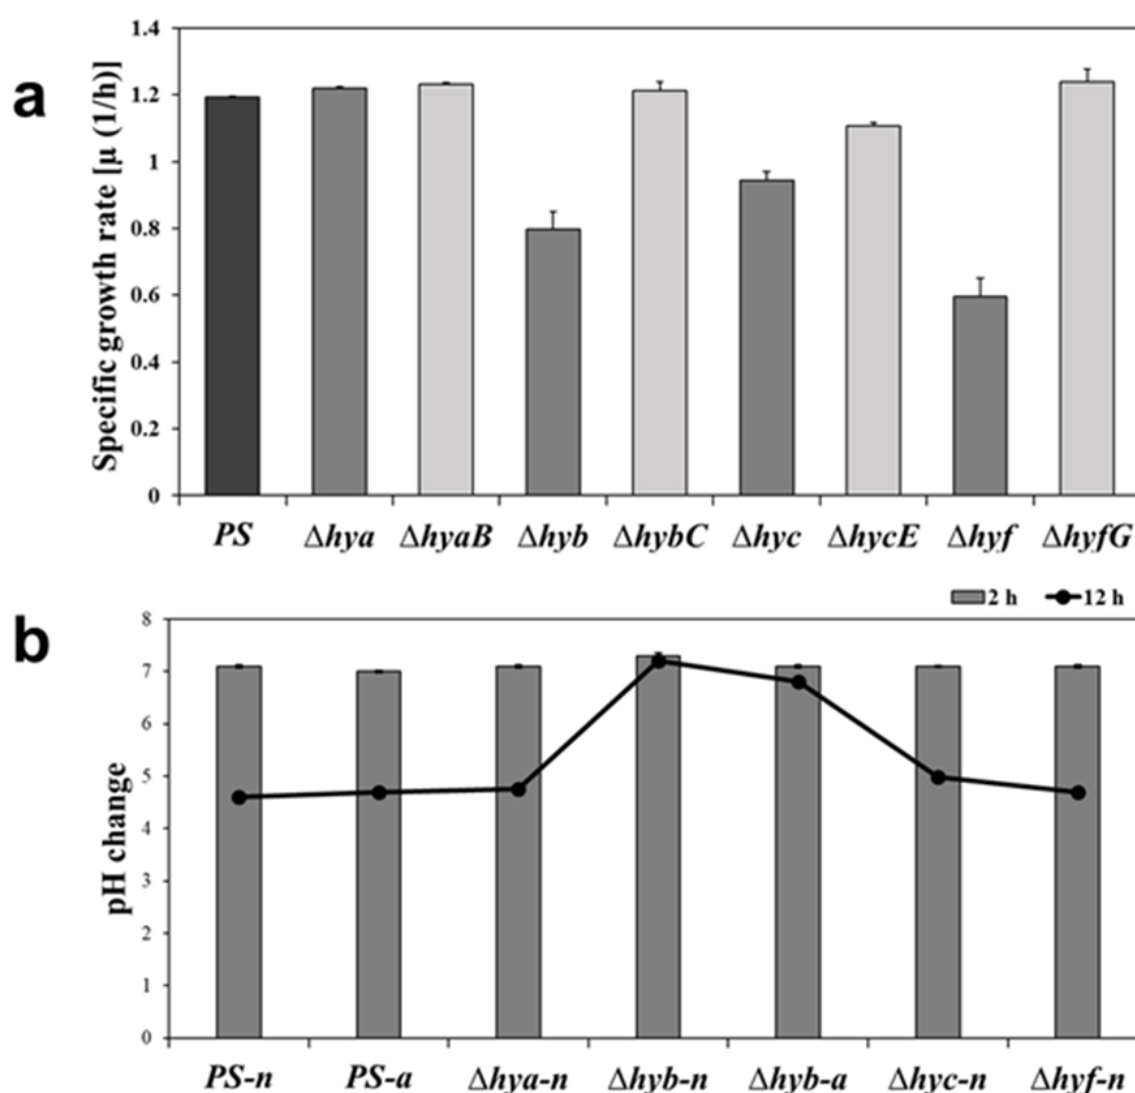 a
Specific growth rate [µ (1/h)]
1.4
1.2
1
0.8
0.6
0.4
0.2
0
PS Δhya ΔhyaB Δhyb ΔhybC Δhyc ΔhycE Δhyf ΔhyfG
2 h 12 h
b
pH change
8
7
6
5
4
3
2
1
0
PS-n PS-a Δhya-n Δhyb-n Δhyb-a Δhyc-n Δhyf-n